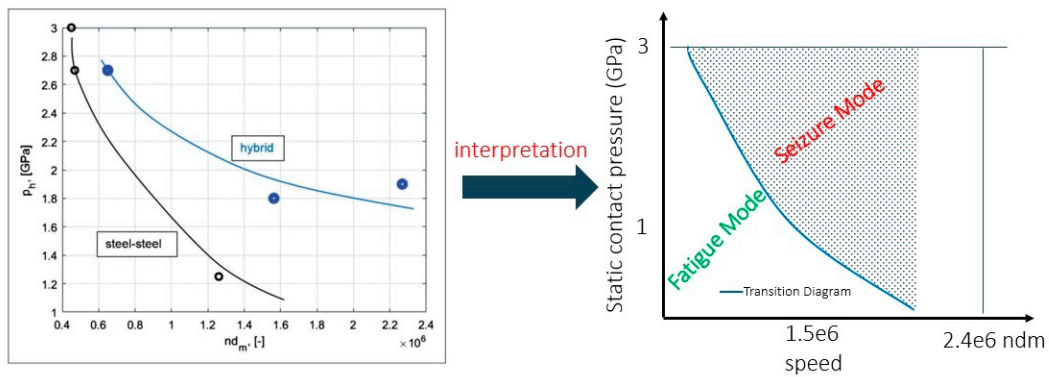 3
2.8
2.6
2.4
2.2
2
1.8
1.6
1.4
1.2
1
p_h, [GPa]
hybrid
steel-steel
0.4 0.6 0.8 1 1.2 1.4 1.6 1.8 2 2.2 2.4
nd_m, [-]
×10^6
interpretation
Static contact pressure (GPa)
3
1
Seizure Mode
Fatigue Mode
Transition Diagram
1.5e6
2.4e6 ndm
speed